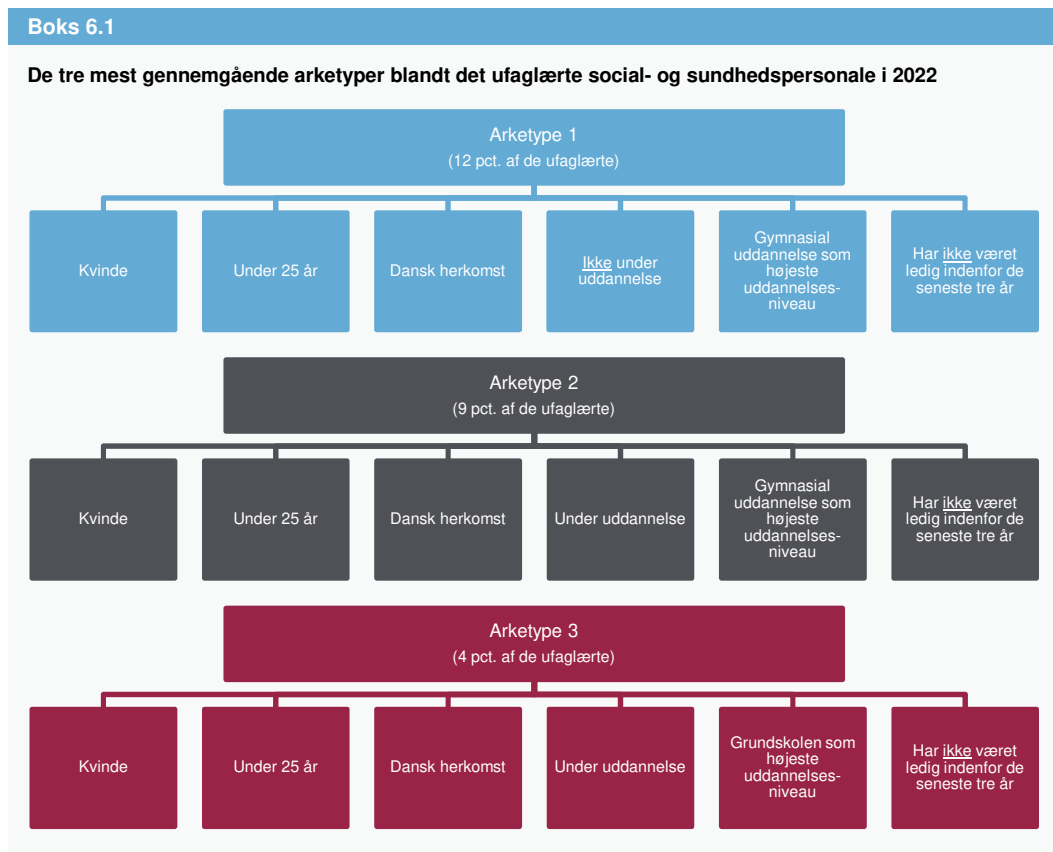 Boks 6.1
De tre mest gennemgående arketyper blandt det ufaglærte social- og sundhedspersonale i 2022
Arketype 1
(12 pct. af de ufaglærte)
Kvinde
Under 25 år
Dansk herkomst
Ikke under
uddannelse
Gymnasial
uddannelse som
højeste
uddannelses-
niveau
Har ikke været
ledig indenfor de
seneste tre år
Arketype 2
(9 pct. af de ufaglærte)
Kvinde
Under 25 år
Dansk herkomst
Under uddannelse
Gymnasial
uddannelse som
højeste
uddannelses-
niveau
Har ikke været
ledig indenfor de
seneste tre år
Arketype 3
(4 pct. af de ufaglærte)
Kvinde
Under 25 år
Dansk herkomst
Under uddannelse
Grundskolen som
højeste
uddannelses-
niveau
Har ikke været
ledig indenfor de
seneste tre år